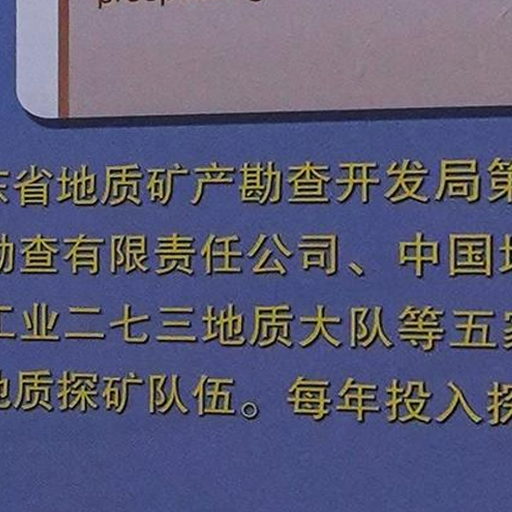 省地质矿产勘查开发局第
查有限责任公司、中国
工业二七三地质大队等五
地质探矿队伍。每年投入探